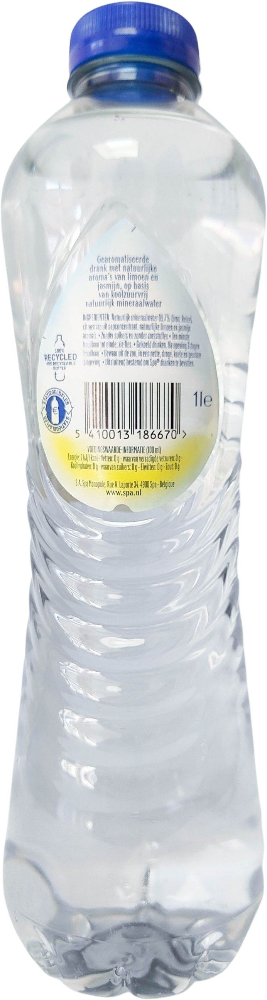 Gearomatiseerde
drank met natuurlijke
aroma's van limoen en
jasmijn, op basis
van koolzuurvrij
natuurlijk mineraalwater
INGREDIENTEN: Natuurlijk mineraalwater 99,7% (bron: Reine),
citroensap uit sapconcentraat, natuurlijke limoen en jasmijn
aroma's. • Zonder suikers en zonder zoetstoffen • Ten minste
houdbaar tot einde: zie fles. • Gekoeld drinken. Na opening 3 dagen
houdbaar. • Bewaar uit de zon, in een nette, droge, koele en geurloze
omgeving. • Uitsluitend bestemd om Spa® dranken te bevatten.
100%
RECYCLED
AND RECYCLABLE
BOTTLE
STATIEGELDFLES
STATIEGELDFLES
€
1le
5 410013 186670 >
VOEDINGSWAARDE-INFORMATIE (100 ml)
Energie: 2 kJ/1 kcal - Vetten: 0 g - waarvan verzadigde vetzuren: 0 g -
Koolhydraten: 0 g - waarvan suikers: 0 g - Eiwitten: 0 g - Zout: 0 g
S.A. Spa Monopole, Rue A. Laporte 34, 4900 Spa - Belgique
www.spa.nl